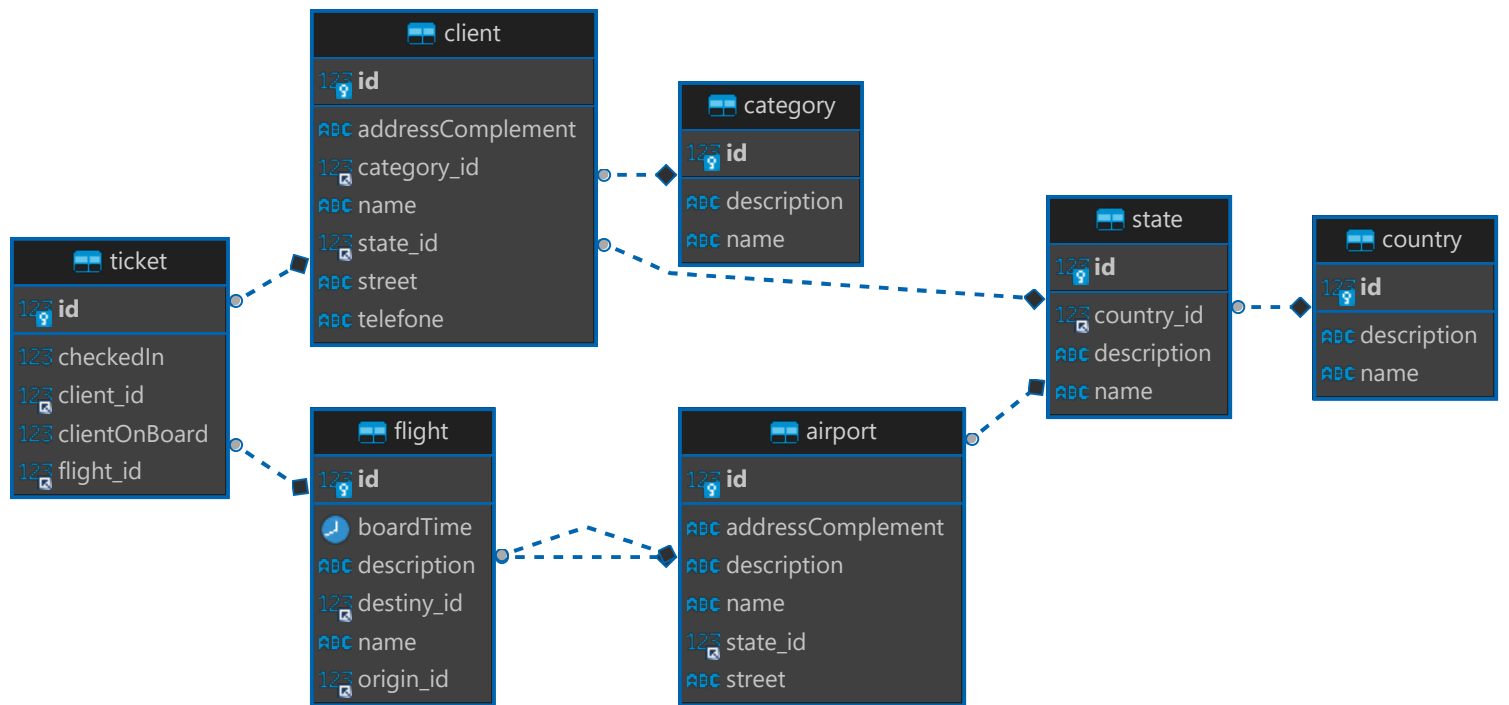 client
id
addressComplement
category_id
name
state_id
street
telefone
category
id
description
name
ticket
id
checkedIn
client_id
clientOnBoard
flight_id
flight
id
boardTime
description
destiny_id
name
origin_id
airport
id
addressComplement
description
name
state_id
street
state
id
country_id
description
name
country
id
description
name